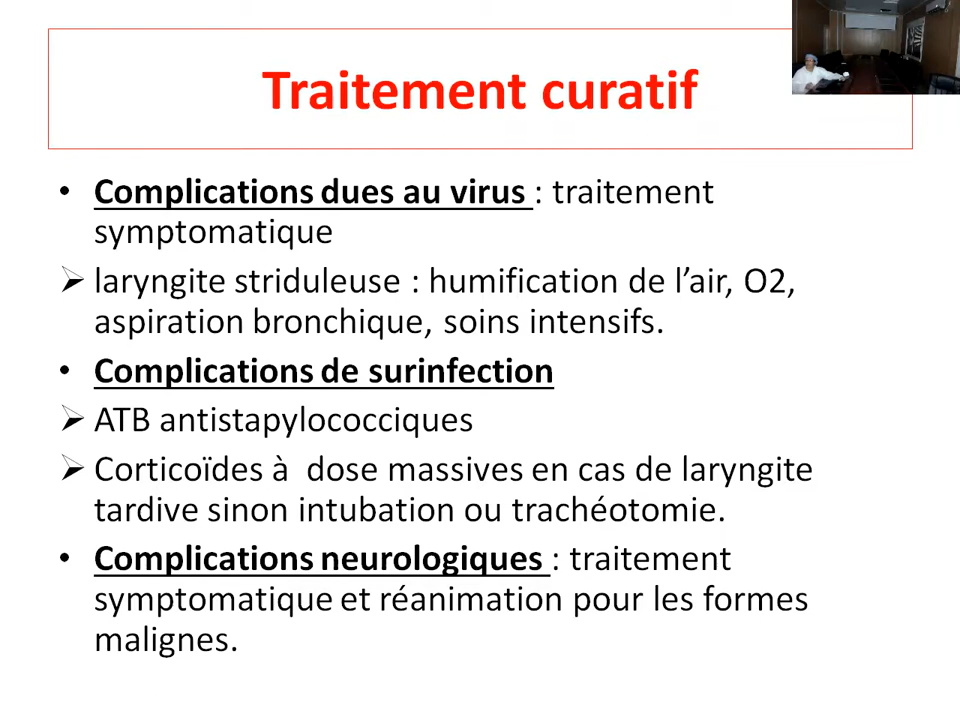 Traitement curatif
• Complications dues au virus : traitement
symptomatique
➢ laryngite striduleuse : humification de l’air, O2,
aspiration bronchique, soins intensifs.
• Complications de surinfection
➢ ATB antistapylococciques
➢ Corticoïdes à  dose massives en cas de laryngite
tardive sinon intubation ou trachéotomie.
• Complications neurologiques : traitement
symptomatique et réanimation pour les formes
malignes.